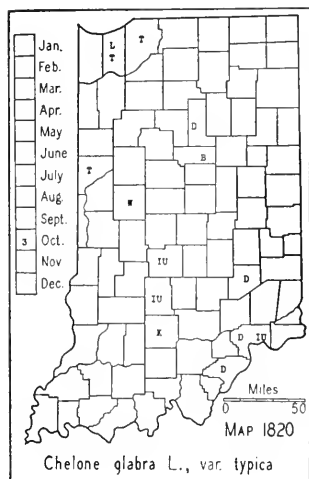 Jan.
Feb.
Mar.
Apr.
May
June
July
Aug.
Sept.
3 Oct.
Nov
Dec.
L
T
T
D
B
T
W
IU
D
IU
K
D IU
D
Miles
0 50
MAP 1820
Chelone glabra L., var. typica